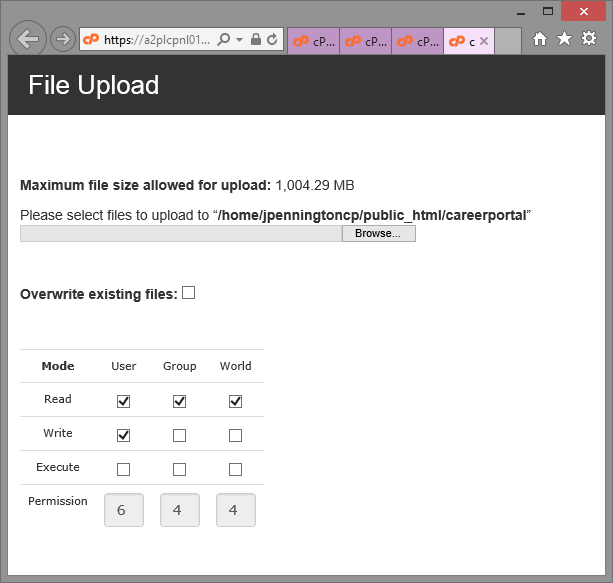 https://a2plcpnl01...
cP...
cP...
cP...
c
File Upload
Maximum file size allowed for upload: 1,004.29 MB
Please select files to upload to “/home/jpenningtoncp/public_html/careerportal”
Browse...
Overwrite existing files:
Mode User Group World
Read
Write
Execute
Permission 6 4 4